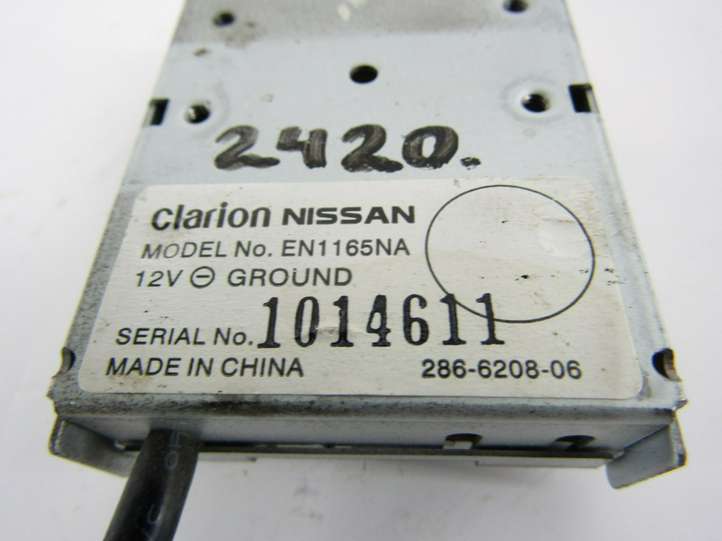 2420.
Clarion NISSAN
MODEL No. EN1165NA
12V ⊖ GROUND
SERIAL No. 1014611
MADE IN CHINA 286-6208-06